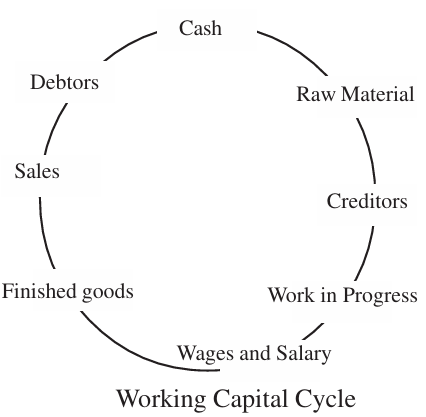 Cash
Debtors
Raw Material
Sales
Creditors
Finished goods
Work in Progress
Wages and Salary
Working Capital Cycle